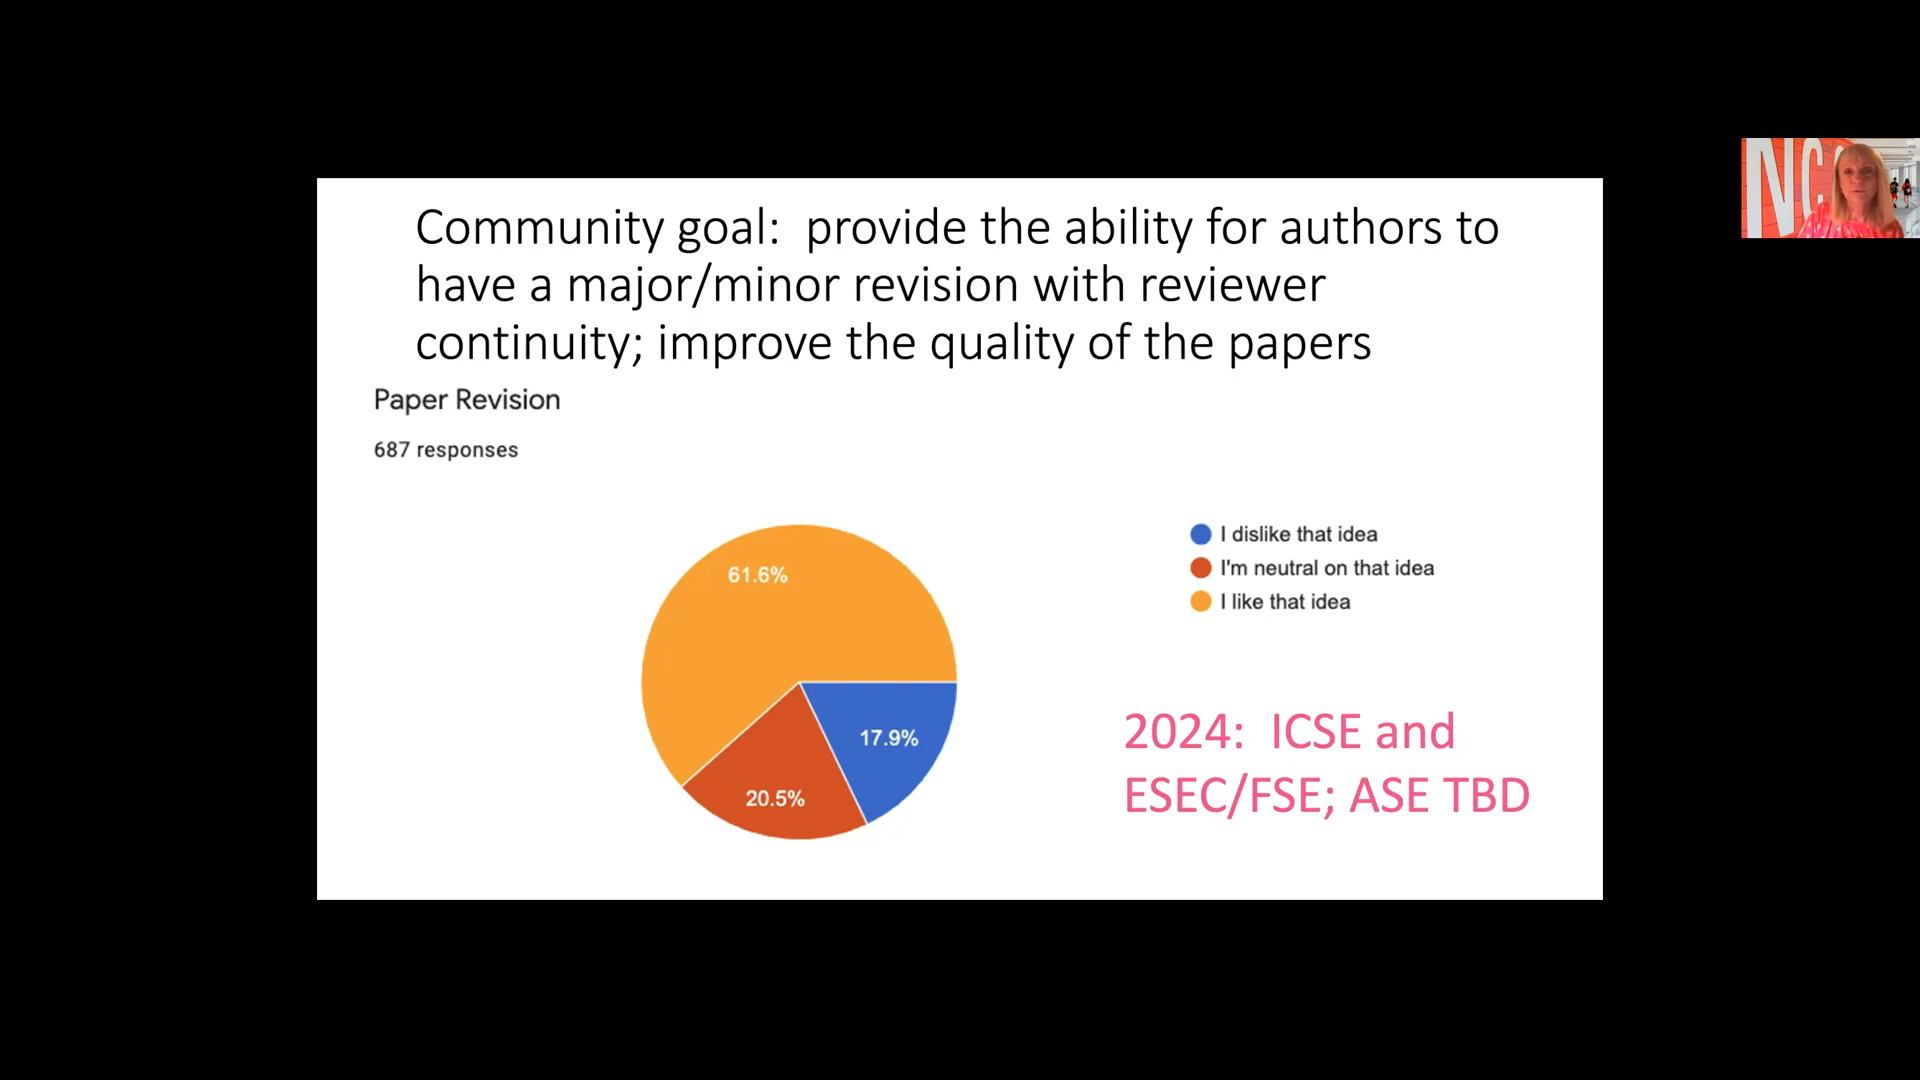 Community goal:  provide the ability for authors to
have a major/minor revision with reviewer
continuity; improve the quality of the papers
Paper Revision
687 responses
61.6%
17.9%
20.5%
I dislike that idea
I'm neutral on that idea
I like that idea
2024:  ICSE and
ESEC/FSE; ASE TBD
NC